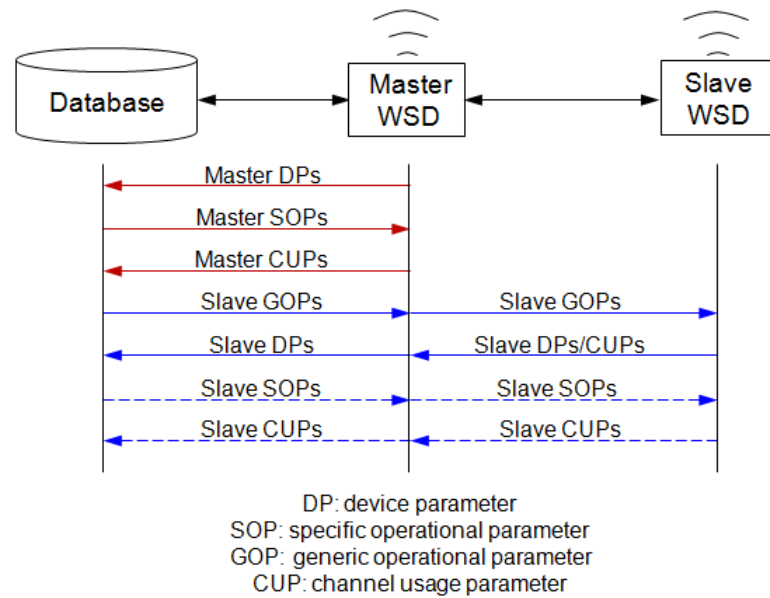 Database
Master
WSD
Slave
WSD
Master DPs
Master SOPs
Master CUPs
Slave GOPs Slave GOPs
Slave DPs Slave DPs/CUPs
Slave SOPs Slave SOPs
Slave CUPs Slave CUPs
DP: device parameter
SOP: specific operational parameter
GOP: generic operational parameter
CUP: channel usage parameter